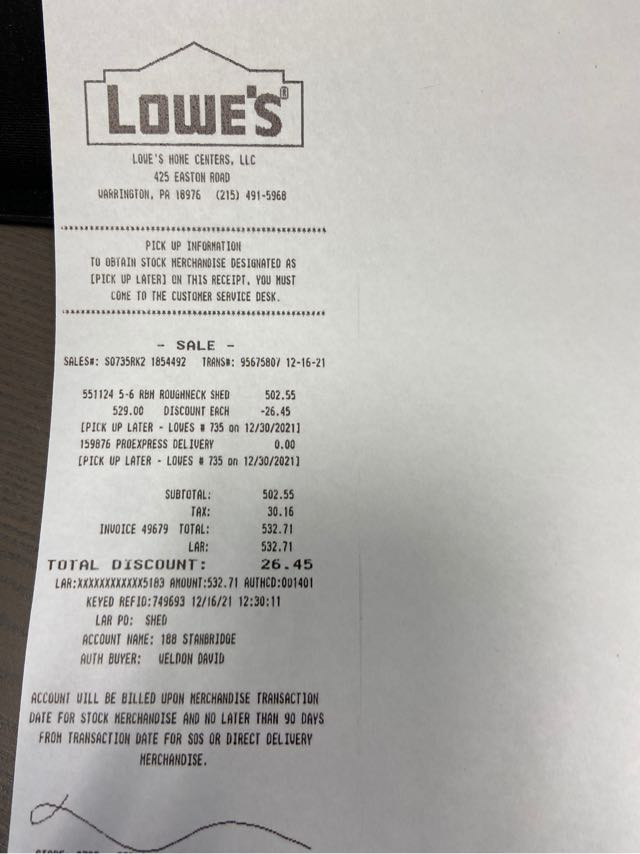 LOWE'S®
LOWE'S HOME CENTERS, LLC
425 EASTON ROAD
WARRINGTON, PA 18976 (215) 491-5968
PICK UP INFORMATION
TO OBTAIN STOCK MERCHANDISE DESIGNATED AS
[PICK UP LATER] ON THIS RECEIPT, YOU MUST
COME TO THE CUSTOMER SERVICE DESK.
- SALE -
SALES#: S0735RK2 1854492 TRANS#: 95675807 12-16-21
551124 5-6 RBM ROUGHNECK SHED 502.55
529.00 DISCOUNT EACH -26.45
[PICK UP LATER - LOWES # 735 on 12/30/2021]
159876 PROEXPRESS DELIVERY 0.00
[PICK UP LATER - LOWES # 735 on 12/30/2021]
SUBTOTAL: 502.55
TAX: 30.16
INVOICE 49679 TOTAL: 532.71
LAR: 532.71
TOTAL DISCOUNT: 26.45
LAR:XXXXXXXXXXXX5183 AMOUNT:532.71 AUTHCD:001401
KEYED REFID:749693 12/16/21 12:30:11
LAR PO: SHED
ACCOUNT NAME: 188 STANBRIDGE
AUTH BUYER: WELDON DAVID
ACCOUNT WILL BE BILLED UPON MERCHANDISE TRANSACTION
DATE FOR STOCK MERCHANDISE AND NO LATER THAN 90 DAYS
FROM TRANSACTION DATE FOR SOS OR DIRECT DELIVERY
MERCHANDISE.